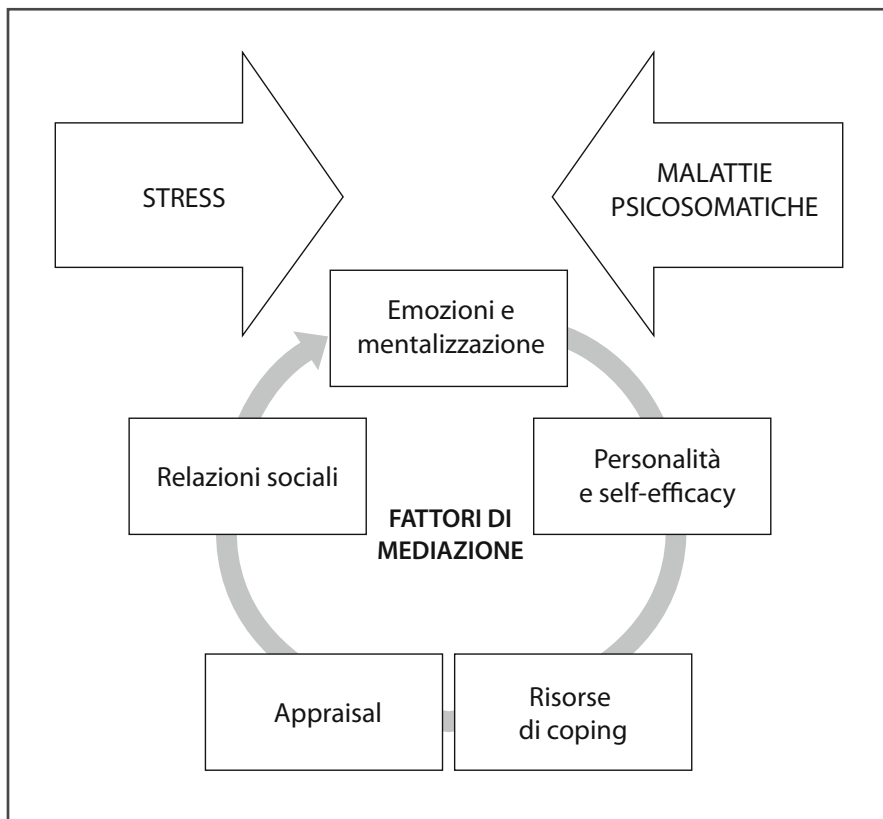 STRESS
MALATTIE
PSICOSOMATICHE
Emozioni e
mentalizzazione
Relazioni sociali
Personalità
e self-efficacy
FATTORI DI
MEDIAZIONE
Appraisal
Risorse
di coping